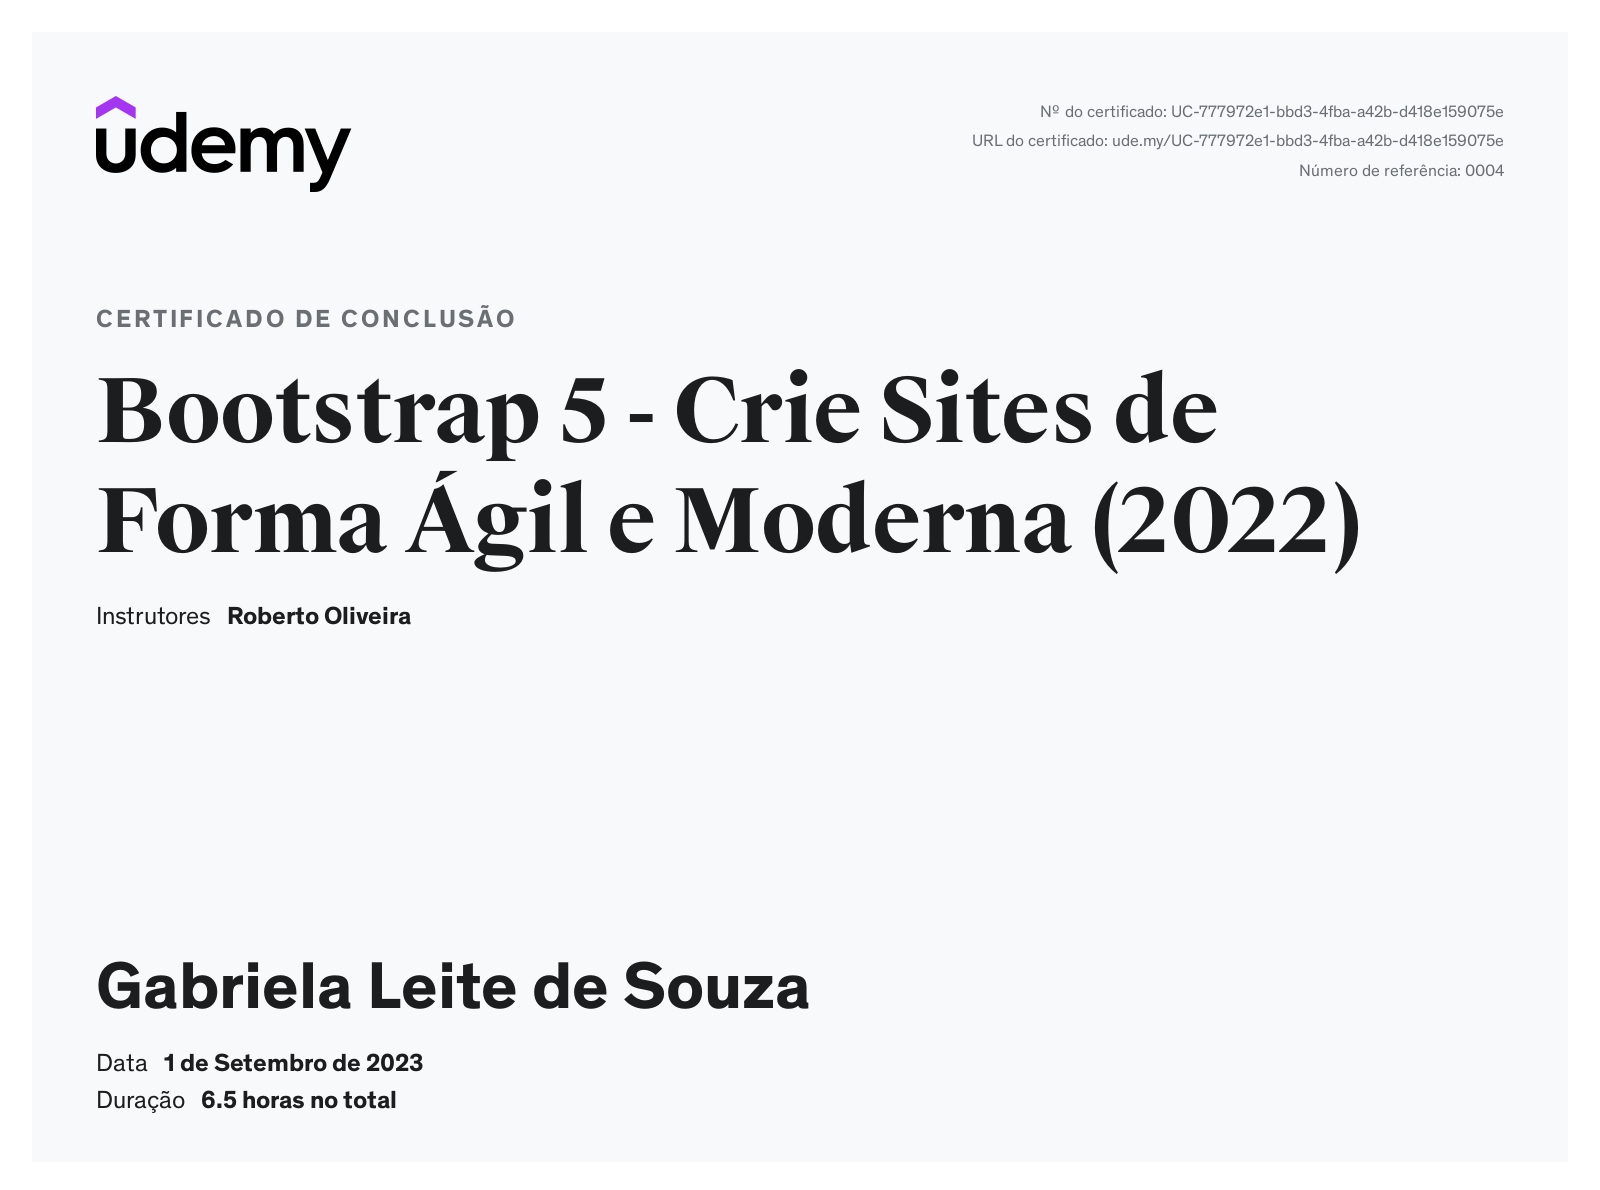 udemy
Nº do certificado: UC-777972e1-bbd3-4fba-a42b-d418e159075e
URL do certificado: ude.my/UC-777972e1-bbd3-4fba-a42b-d418e159075e
Número de referência: 0004
CERTIFICADO DE CONCLUSÃO
Bootstrap 5 - Crie Sites de
Forma Ágil e Moderna (2022)
Instrutores Roberto Oliveira
Gabriela Leite de Souza
Data 1 de Setembro de 2023
Duração 6.5 horas no total